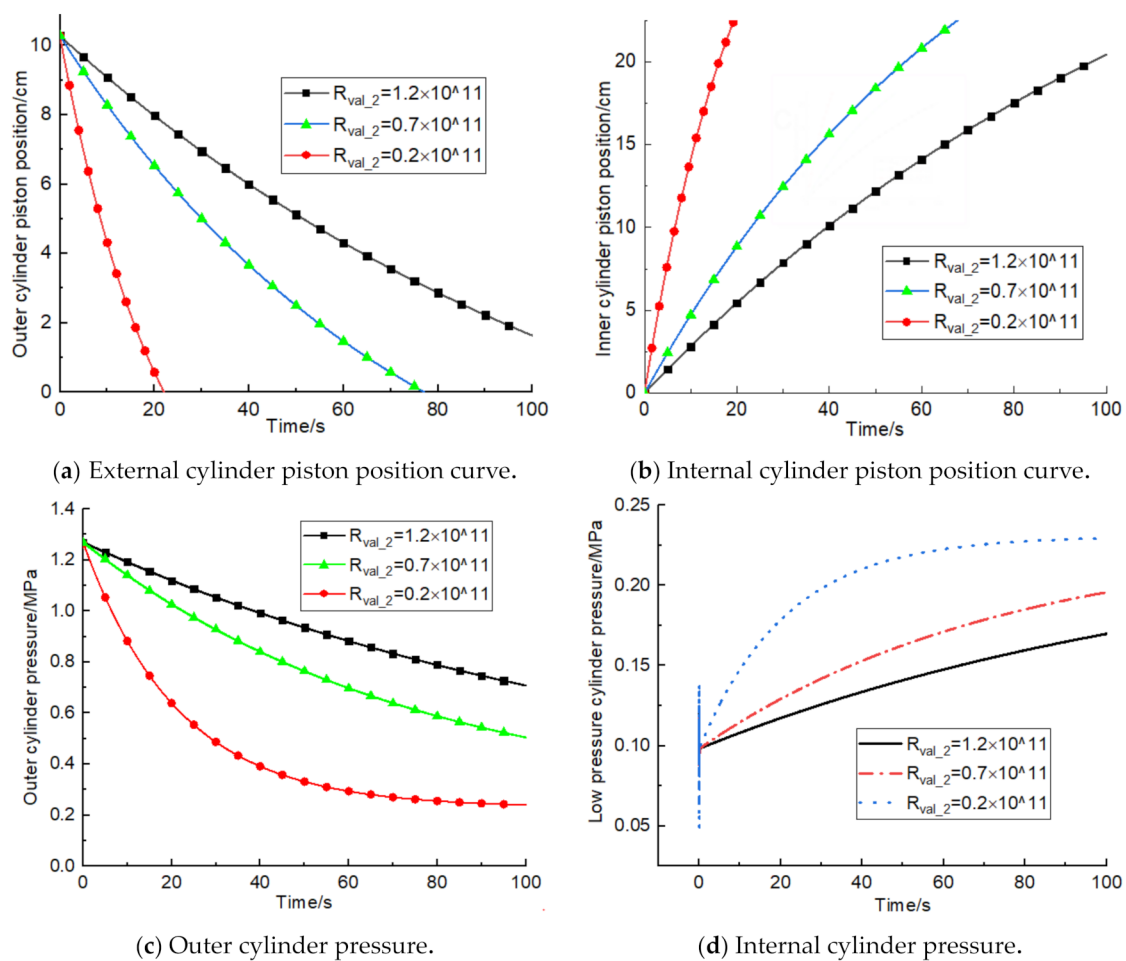 Outer cylinder piston position/cm
10
8
6
4
2
0
R_val_2=1.2×10^11
R_val_2=0.7×10^11
R_val_2=0.2×10^11
0 20 40 60 80 100
Time/s
(a) External cylinder piston position curve.
Inner cylinder piston position/cm
20
15
10
5
0
R_val_2=1.2×10^11
R_val_2=0.7×10^11
R_val_2=0.2×10^11
0 20 40 60 80 100
Time/s
(b) Internal cylinder piston position curve.
Outer cylinder pressure/MPa
1.4
1.2
1.0
0.8
0.6
0.4
0.2
0.0
R_val_2=1.2×10^11
R_val_2=0.7×10^11
R_val_2=0.2×10^11
0 20 40 60 80 100
Time/s
(c) Outer cylinder pressure.
Low pressure cylinder pressure/MPa
0.25
0.20
0.15
0.10
0.05
R_val_2=1.2×10^11
R_val_2=0.7×10^11
R_val_2=0.2×10^11
0 20 40 60 80 100
Time/s
(d) Internal cylinder pressure.